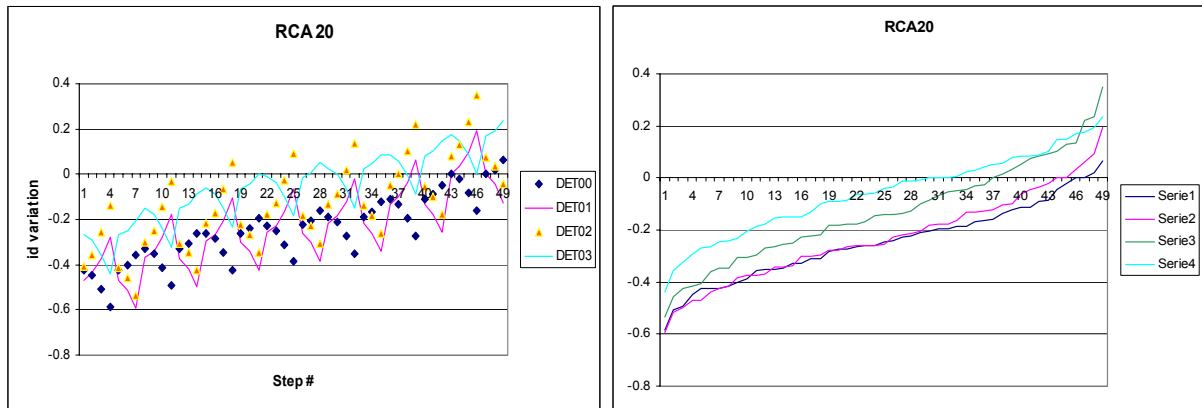 RCA 20
id variation
0.4
0.2
0
-0.2
-0.4
-0.6
-0.8
1 4 7 10 13 16 19 22 25 28 31 34 37 40 43 46 49
Step #
DET00
DET01
DET02
DET03
RCA20
0.4
0.2
0
-0.2
-0.4
-0.6
-0.8
1 4 7 10 13 16 19 22 25 28 31 34 37 40 43 46 49
Serie1
Serie2
Serie3
Serie4